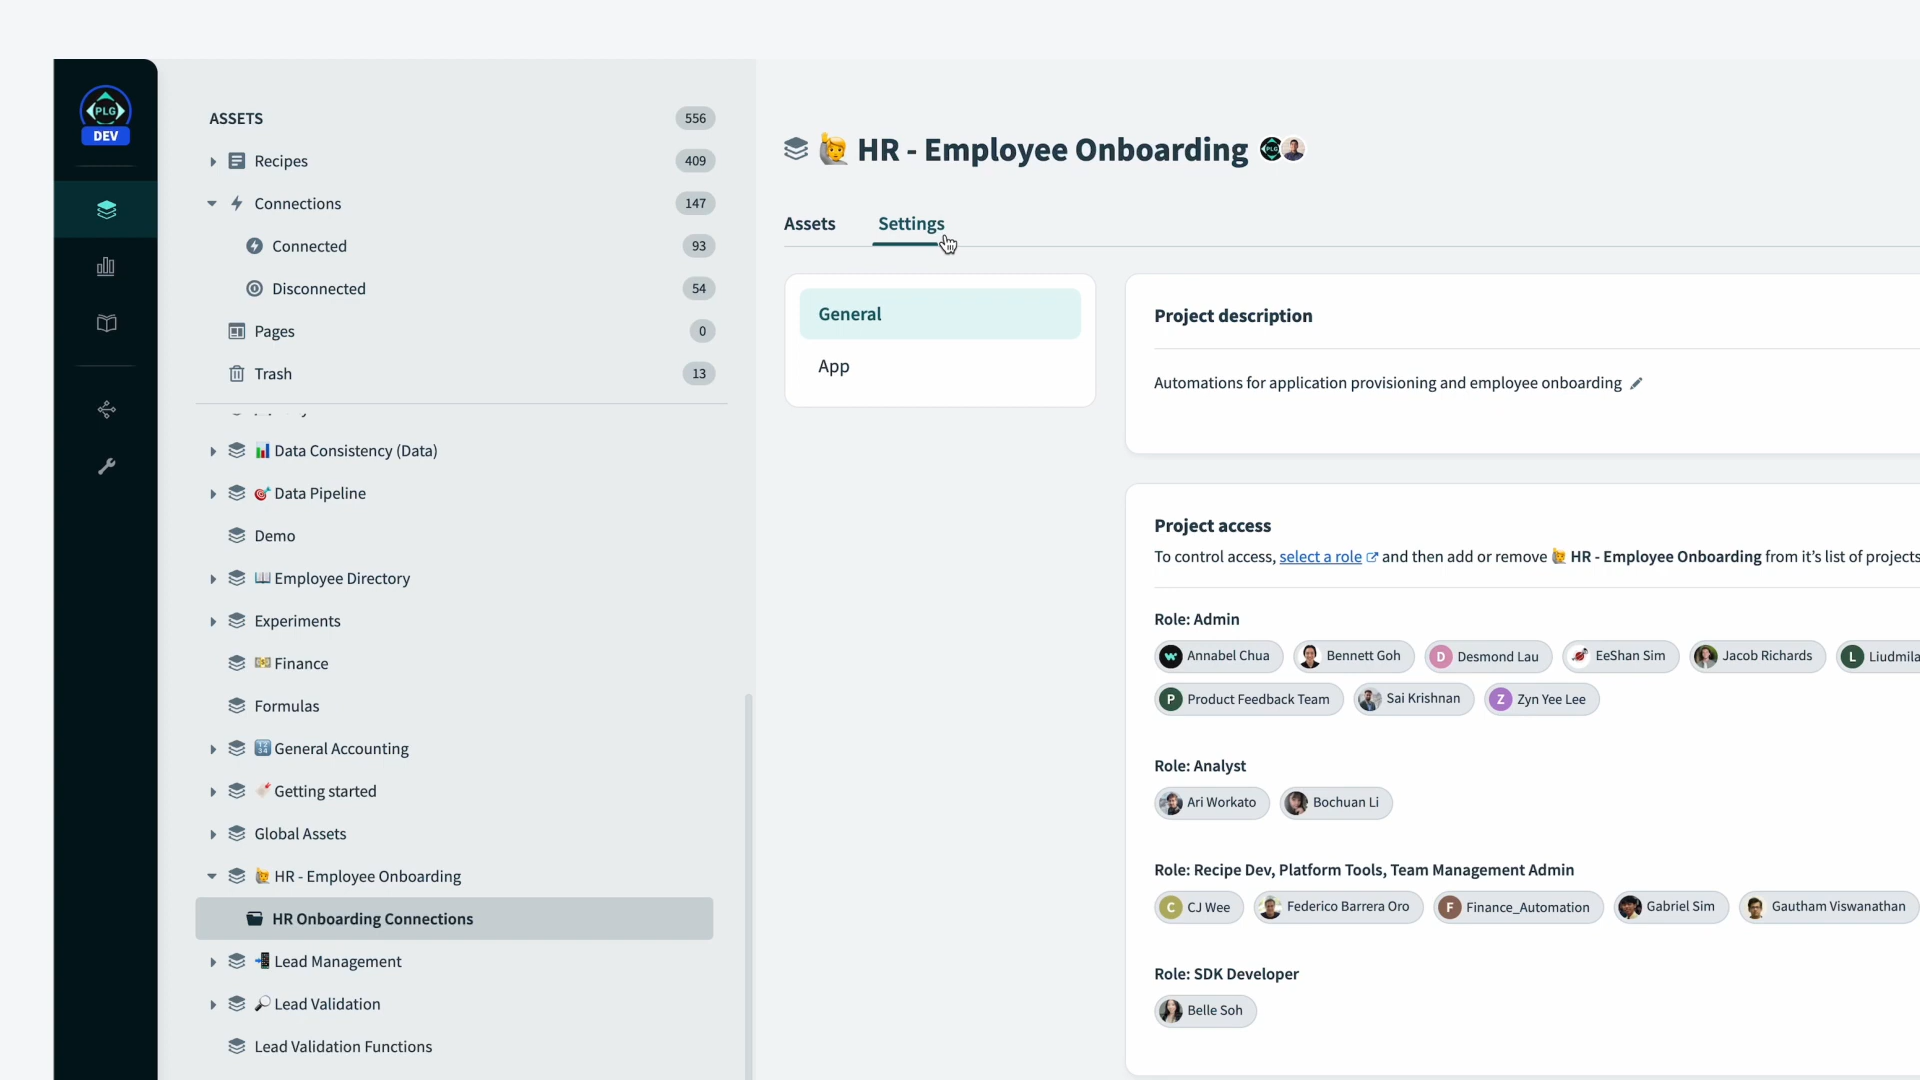 PLG
DEV
ASSETS 556
Recipes 409
Connections 147
Connected 93
Disconnected 54
Pages 0
Trash 13
Data Consistency (Data)
Data Pipeline
Demo
Employee Directory
Experiments
Finance
Formulas
General Accounting
Getting started
Global Assets
HR - Employee Onboarding
HR Onboarding Connections
Lead Management
Lead Validation
Lead Validation Functions
HR - Employee Onboarding
Assets Settings
General
App
Project description
Automations for application provisioning and employee onboarding
Project access
To control access, select a role and then add or remove HR - Employee Onboarding from it's list of projects
Role: Admin
Annabel Chua Bennett Goh D Desmond Lau EeShan Sim Jacob Richards L Liudmila
P Product Feedback Team Sai Krishnan Z Zyn Yee Lee
Role: Analyst
Ari Workato Bochuan Li
Role: Recipe Dev, Platform Tools, Team Management Admin
C CJ Wee Federico Barrera Oro F Finance_Automation Gabriel Sim Gautham Viswanathan
Role: SDK Developer
Belle Soh